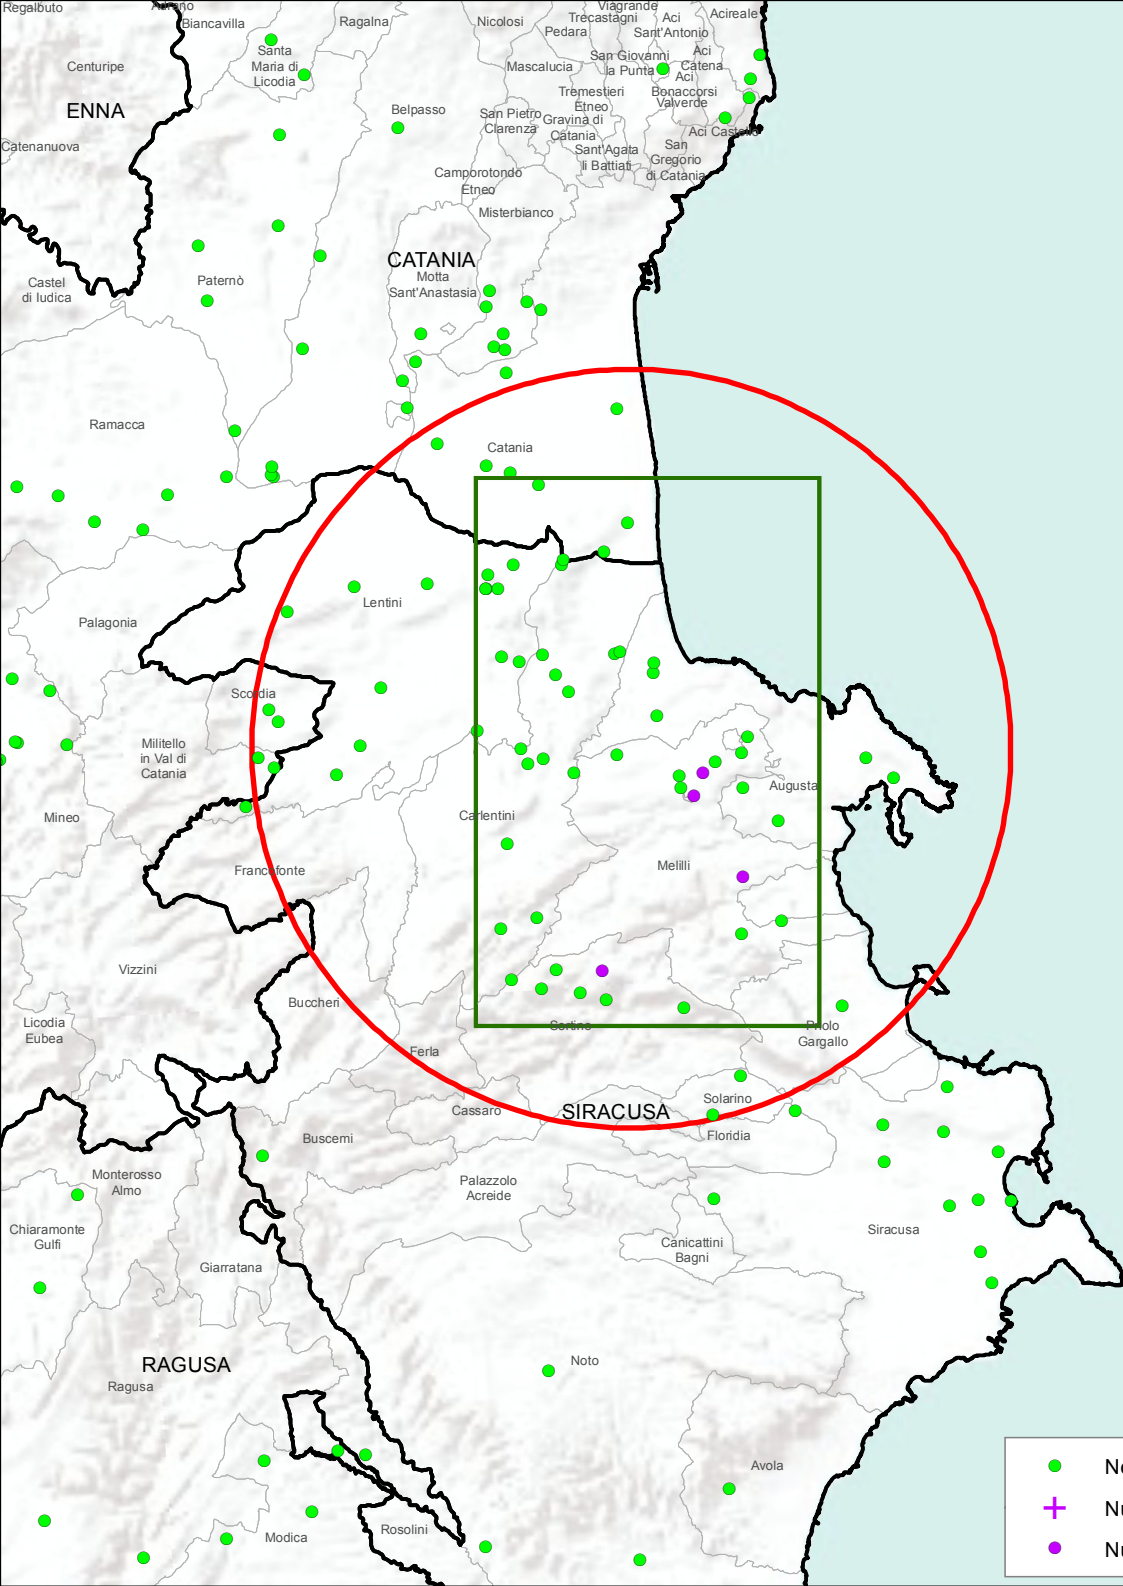 Regalbuto
Adrano
Biancavilla
Ragalna
Nicolosi
Viagrande
Trecastagni
Pedara
Aci
Sant'Antonio
Acireale
Centuripe
Santa
Maria di
Licodia
Mascalucia
San Giovanni
la Punta
Aci
Catena
Aci
Bonaccorsi
Valverde
ENNA
Belpasso
San Pietro
Clarenza
Tremestieri
Etneo
Gravina di
Catania
Aci Castello
Catenanuova
Sant'Agata
li Battiati
San
Gregorio
di Catania
Camporotondo
Etneo
Misterbianco
CATANIA
Motta
Sant'Anastasia
Castel
di Iudica
Paternò
Ramacca
Catania
Lentini
Palagonia
Scordia
Militello
in Val di
Catania
Augusta
Mineo
Carlentini
Melilli
Francofonte
Vizzini
Buccheri
Licodia
Eubea
Sortino
Priolo
Gargallo
Ferla
Solarino
Cassaro
SIRACUSA
Floridia
Buscemi
Monterosso
Almo
Palazzolo
Acreide
Chiaramonte
Gulfi
Siracusa
Canicattini
Bagni
Giarratana
RAGUSA
Ragusa
Noto
Avola
Modica
Rosolini